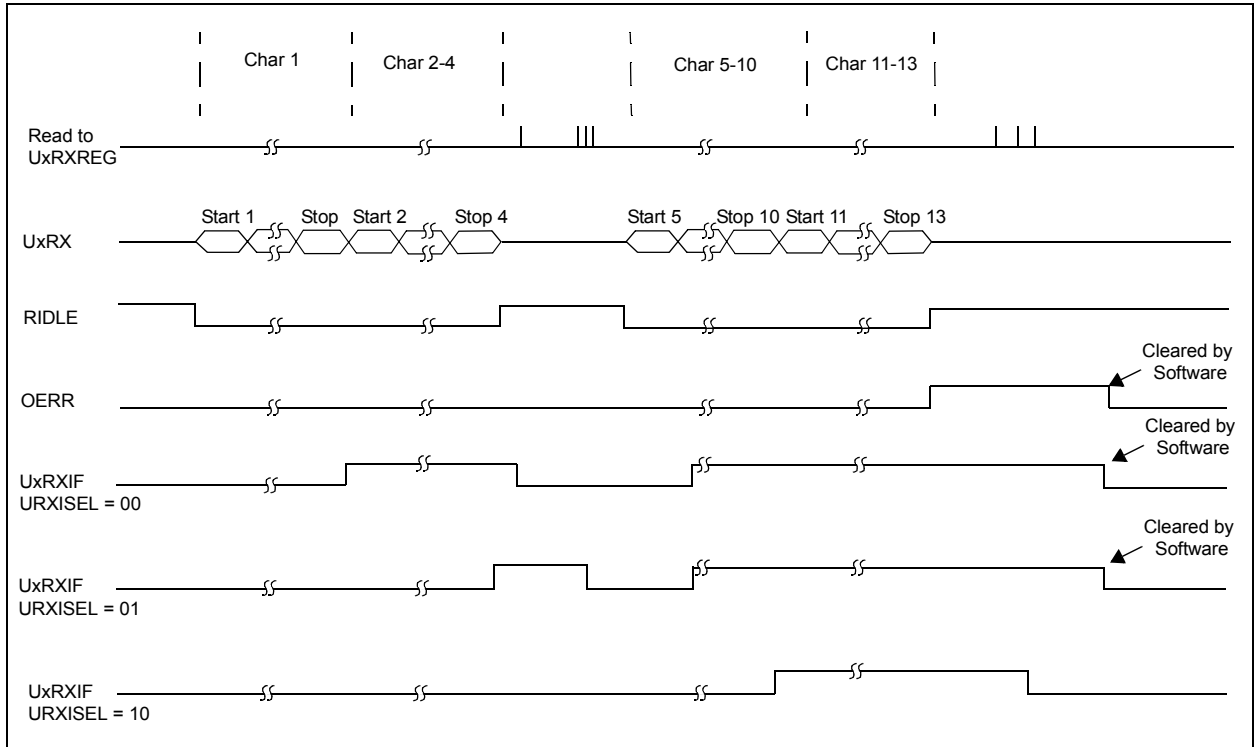 Char 1
Char 2-4
Char 5-10
Char 11-13
Read to
UxRXREG
Start 1
Stop
Start 2
Stop 4
Start 5
Stop 10
Start 11
Stop 13
UxRX
RIDLE
Cleared by
Software
OERR
Cleared by
Software
UxRXIF
URXISEL = 00
Cleared by
Software
UxRXIF
URXISEL = 01
UxRXIF
URXISEL = 10